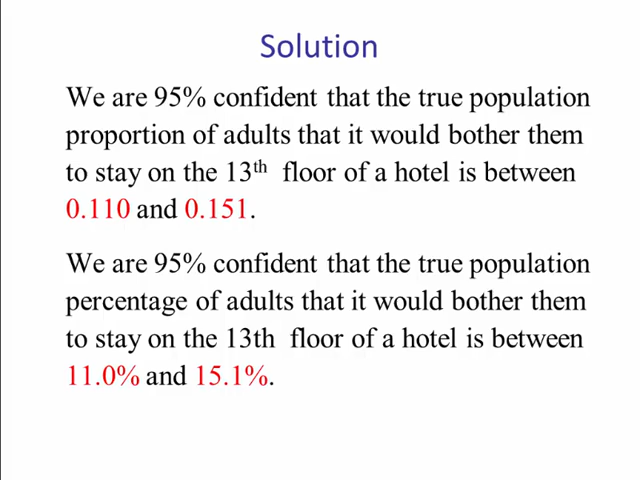 Solution
We are 95% confident that the true population
proportion of adults that it would bother them
to stay on the 13th floor of a hotel is between
0.110 and 0.151.
We are 95% confident that the true population
percentage of adults that it would bother them
to stay on the 13th floor of a hotel is between
11.0% and 15.1%.